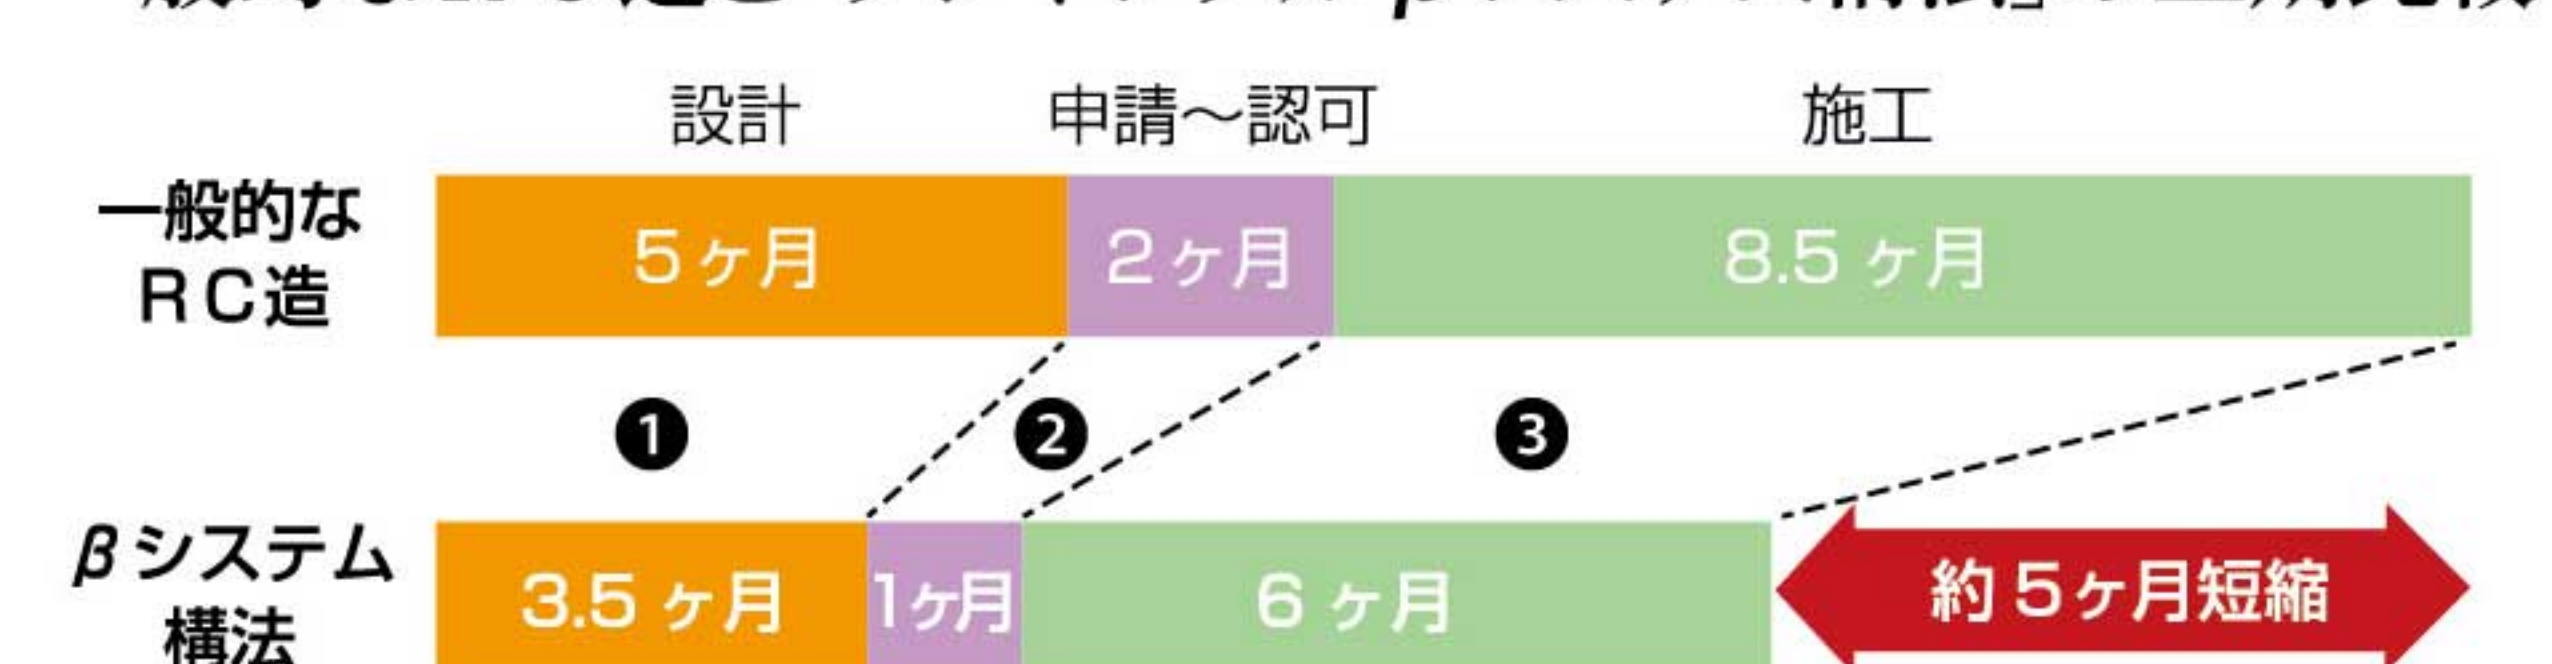 設計 申請～認可 施工
一般的な
RC造
5ヶ月 2ヶ月 8.5ヶ月
❶ ❷ ❸
βシステム
構法
3.5ヶ月 1ヶ月 6ヶ月 約5ヶ月短縮